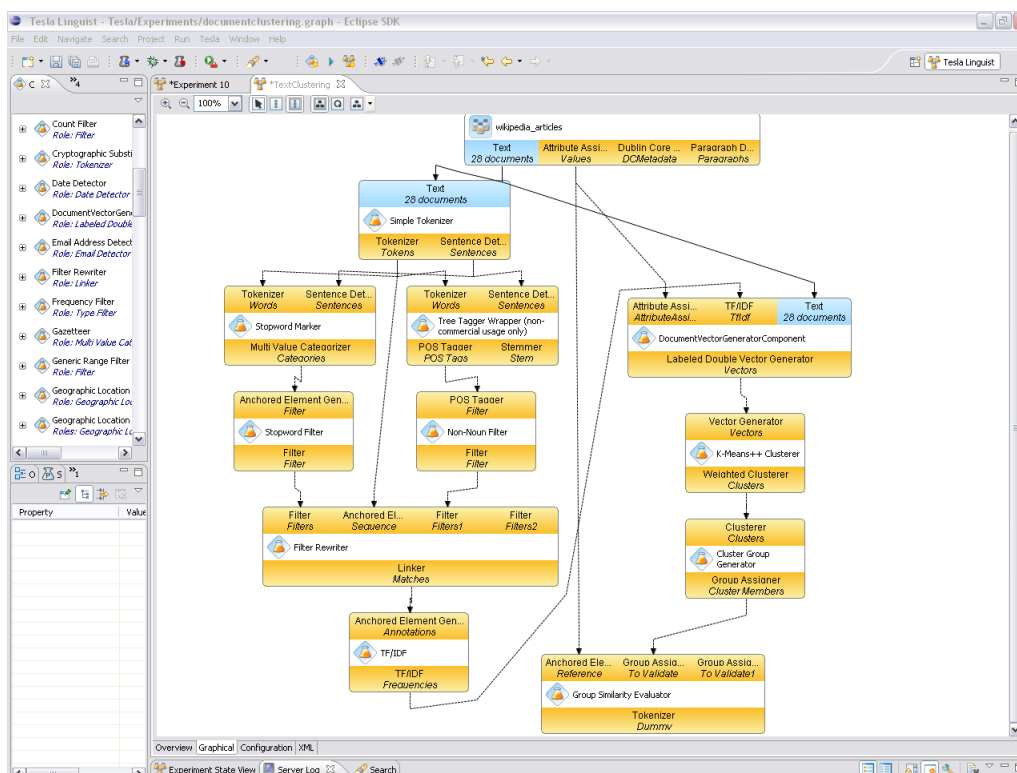 Tesla Linguist - Tesla/Experiments/documentclustering.graph - Eclipse SDK
File Edit Navigate Search Project Run Tesla Window Help
Tesla Linguist
C
4
*Experiment 10
*TextClustering
100%
Count Filter
Role: Filter
Cryptographic Substi
Role: Tokenizer
Date Detector
Role: Date Detector
DocumentVectorGen
Role: Labeled Double
Email Address Detect
Role: Email Detector
Filter Rewriter
Role: Linker
Frequency Filter
Role: Type Filter
Gazetteer
Role: Multi Value Cat
Generic Range Filter
Role: Filter
Geographic Location
Role: Geographic Loc
Geographic Location
Roles: Geographic Lc
O
S
1
Property Value
wikipedia_articles
Text Attribute Assi... Dublin Core ... Paragraph D...
28 documents Values DCMetadata Paragraphs
Text
28 documents
Simple Tokenizer
Tokenizer Sentence Det...
Tokens Sentences
Tokenizer Sentence Det...
Words Sentences
Stopword Marker
Multi Value Categorizer
Categories
Tokenizer Sentence Det...
Words Sentences
Tree Tagger Wrapper (non-
commercial usage only)
POS Tagger Stemmer
POS Tags Stem
Attribute Assi... TF/IDF Text
AttributeAssi... TfIdf 28 documents
DocumentVectorGeneratorComponent
Labeled Double Vector Generator
Vectors
Anchored Element Gen...
Filter
Stopword Filter
Filter
Filter
POS Tagger
Filter
Non-Noun Filter
Filter
Filter
Vector Generator
Vectors
K-Means++ Clusterer
Weighted Clusterer
Clusters
Filter Anchored El... Filter Filter
Filters Sequence Filters1 Filters2
Filter Rewriter
Linker
Matches
Clusterer
Clusters
Cluster Group
Generator
Group Assigner
Cluster Members
Anchored Element Gen...
Annotations
TF/IDF
TF/IDF
Frequencies
Anchored Ele... Group Assig... Group Assig...
Reference To Validate To Validate1
Group Similarity Evaluator
Tokenizer
Dummy
Overview Graphical Configuration XML
Experiment State View Server Log Search